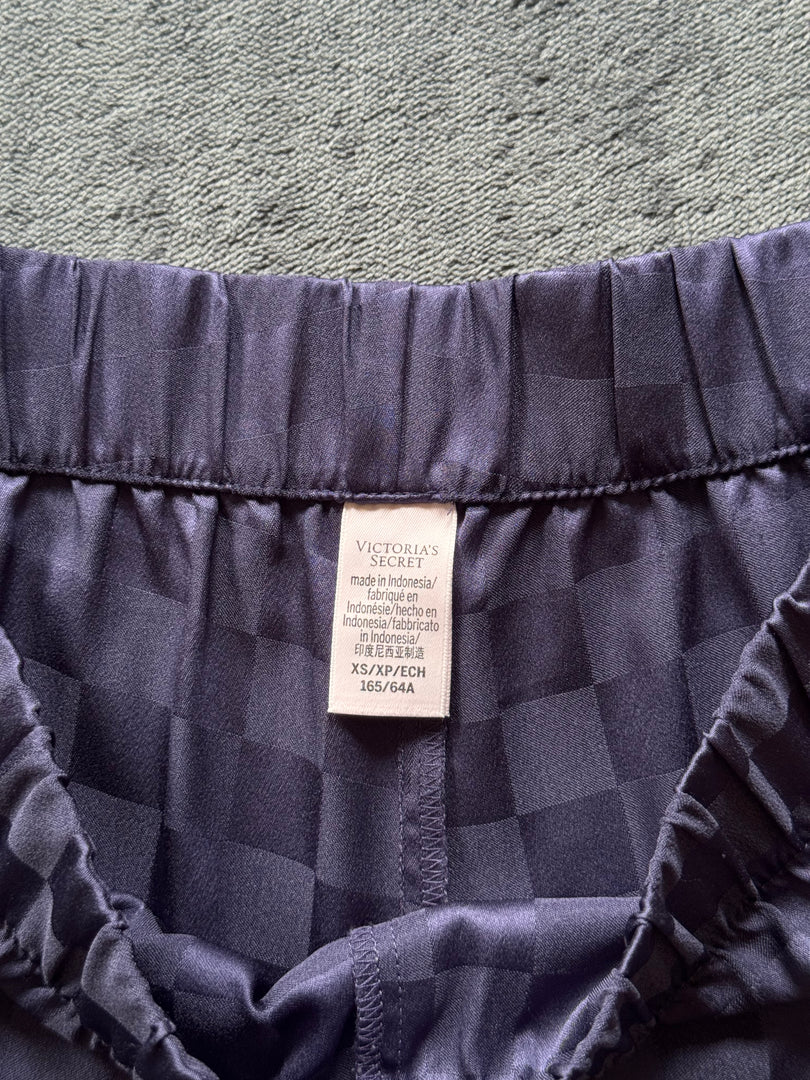 VICTORIA'S
SECRET
made in Indonesia/
fabriqué en
Indonésie/hecho en
Indonesia/fabbricato
in Indonesia/
印度尼西亚制造
XS/XP/ECH
165/64A